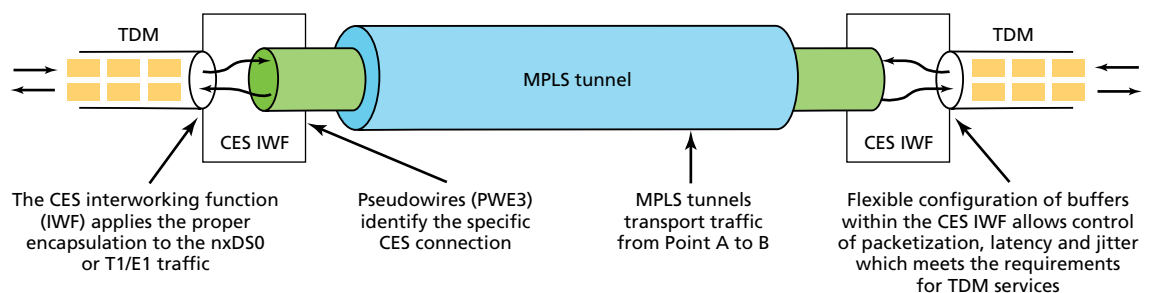 TDM
TDM
MPLS tunnel
CES IWF
CES IWF
The CES interworking function
(IWF) applies the proper
encapsulation to the nxDS0
or T1/E1 traffic
Pseudowires (PWE3)
identify the specific
CES connection
MPLS tunnels
transport traffic
from Point A to B
Flexible configuration of buffers
within the CES IWF allows control
of packetization, latency and jitter
which meets the requirements
for TDM services